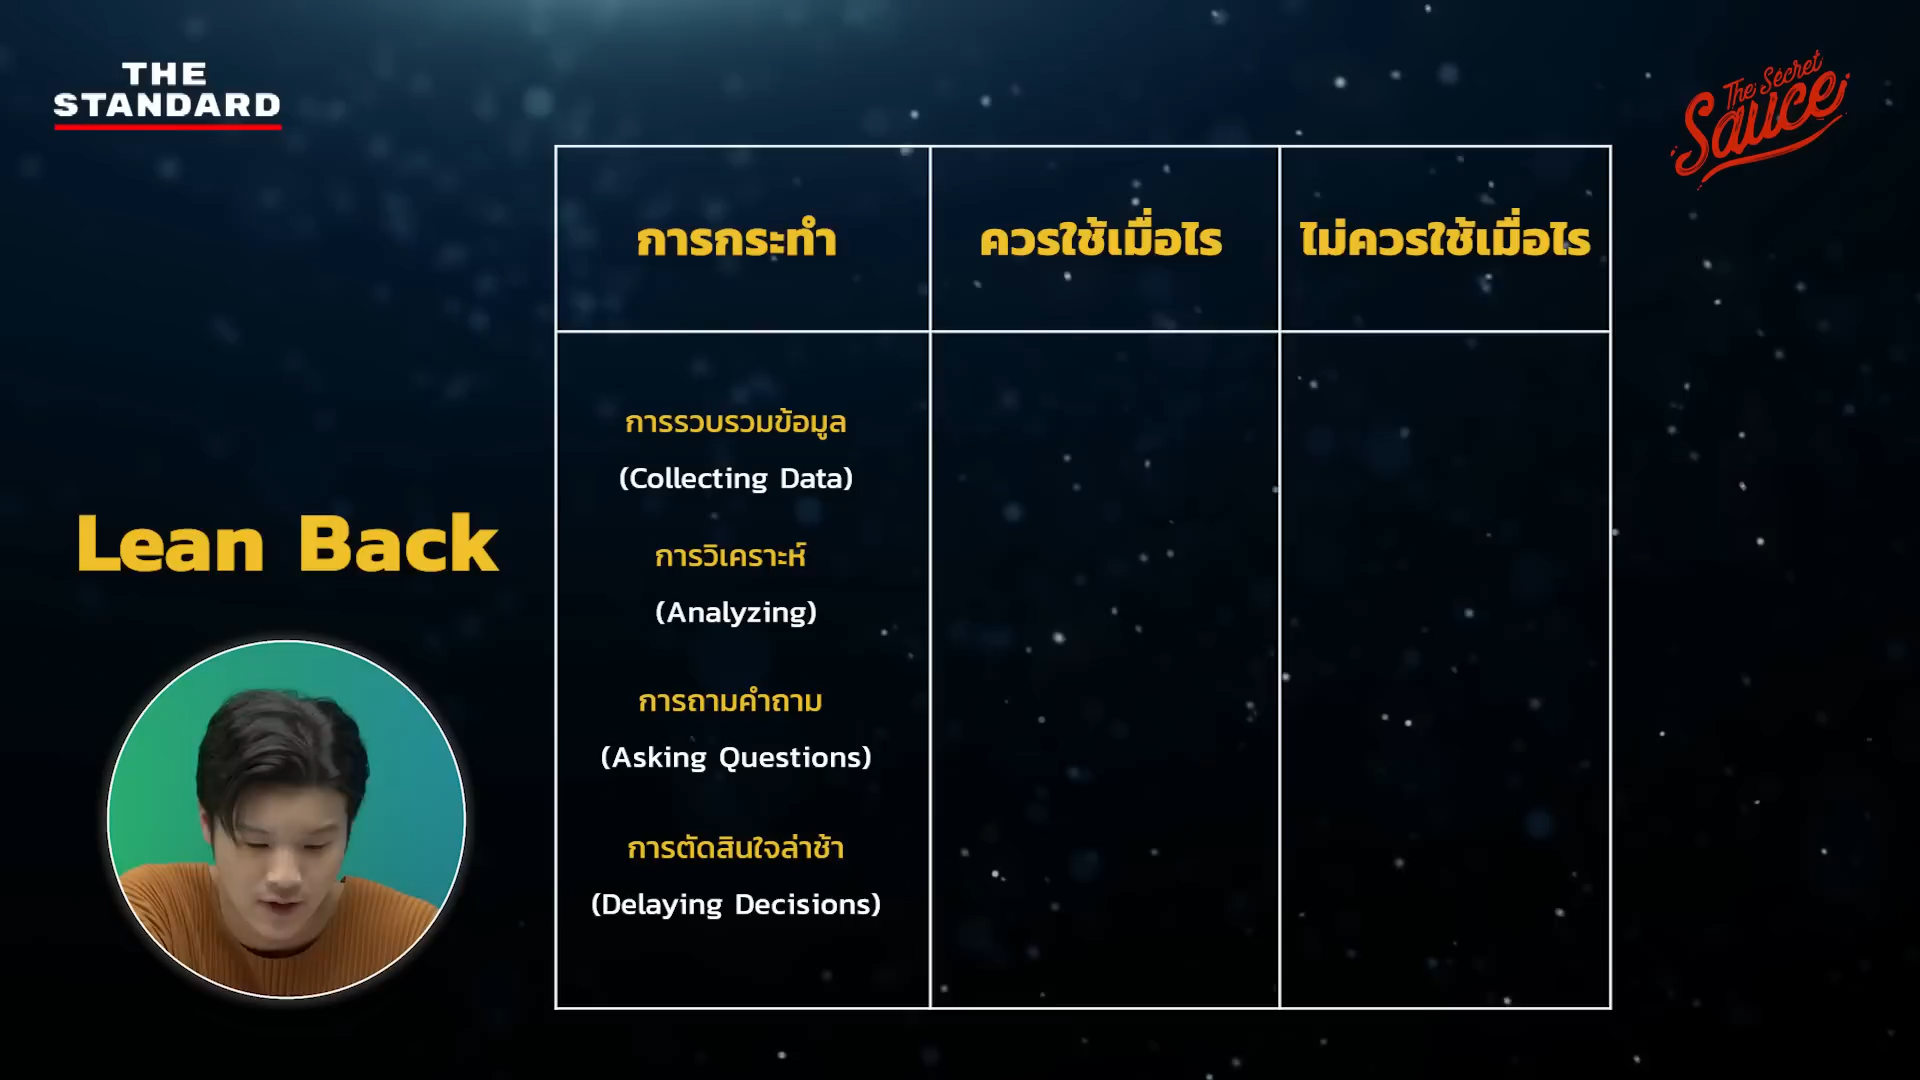 THE
STANDARD
The Secret
Sauce
การกระทำ
ควรใช้เมื่อไร
ไม่ควรใช้เมื่อไร
Lean Back
การรวบรวมข้อมูล
(Collecting Data)
การวิเคราะห์
(Analyzing)
การถามคำถาม
(Asking Questions)
การตัดสินใจล่าช้า
(Delaying Decisions)